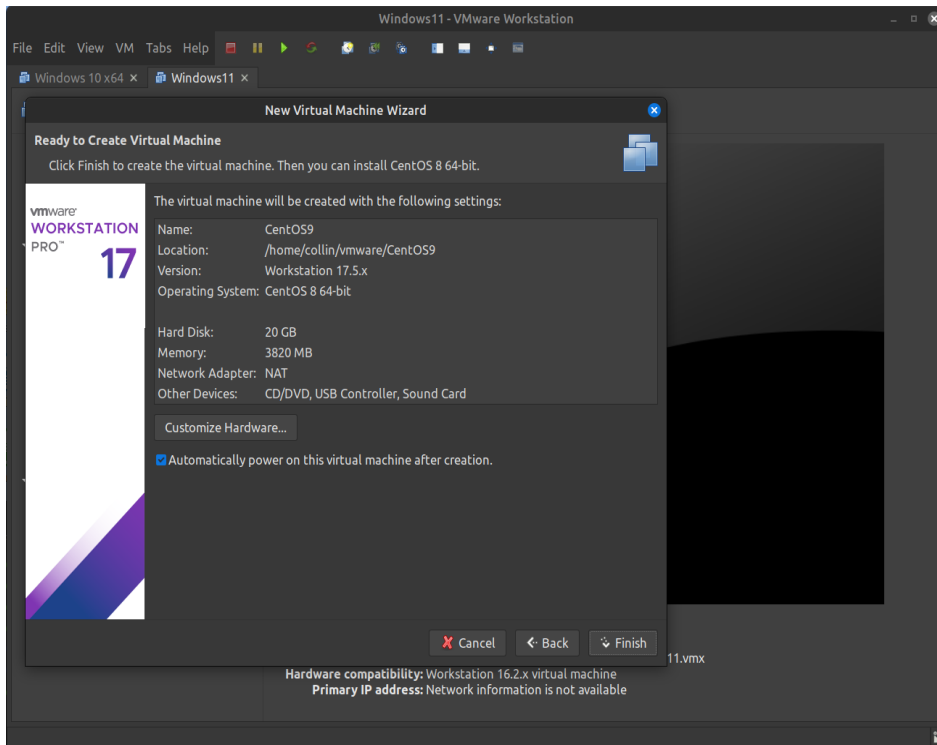 Windows11 - VMware Workstation
File Edit View VM Tabs Help
Windows 10 x64 × Windows11 ×
New Virtual Machine Wizard
Ready to Create Virtual Machine
Click Finish to create the virtual machine. Then you can install CentOS 8 64-bit.
vmware
WORKSTATION
PRO™
17
The virtual machine will be created with the following settings:
Name: CentOS9
Location: /home/collin/vmware/CentOS9
Version: Workstation 17.5.x
Operating System: CentOS 8 64-bit
Hard Disk: 20 GB
Memory: 3820 MB
Network Adapter: NAT
Other Devices: CD/DVD, USB Controller, Sound Card
Customize Hardware...
Automatically power on this virtual machine after creation.
Cancel Back Finish
11.vmx
Hardware compatibility: Workstation 16.2.x virtual machine
Primary IP address: Network information is not available